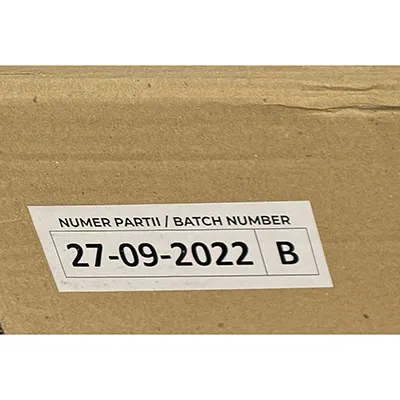 NUMER PARTII / BATCH NUMBER
27-09-2022 B